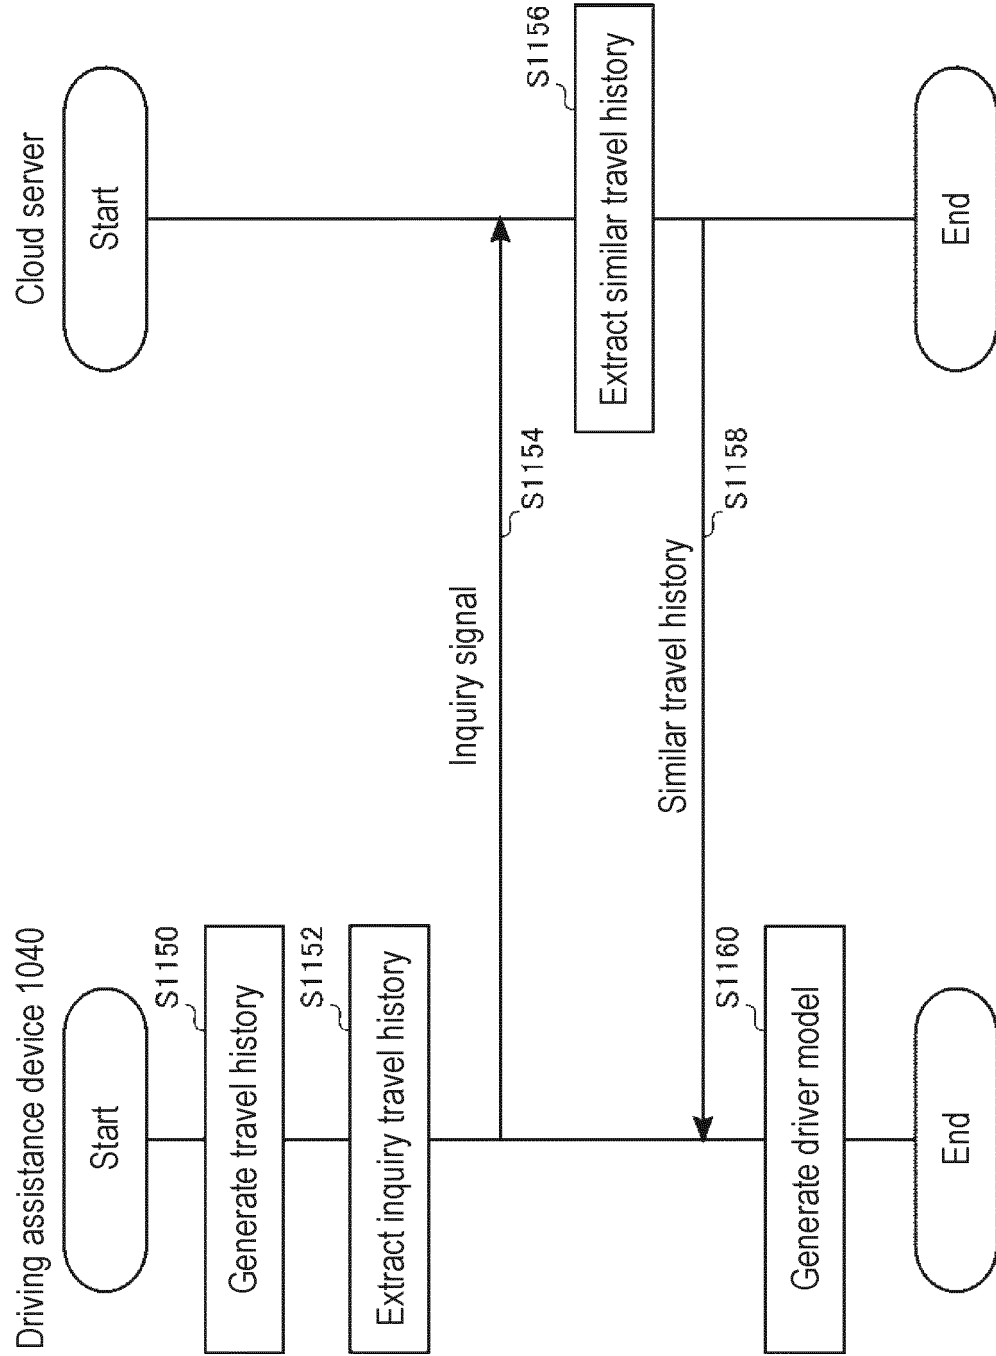 Driving assistance device 1040
Cloud server
Start
Start
S1150
Generate travel history
S1152
Extract inquiry travel history
Inquiry signal
S1154
S1156
Extract similar travel history
Similar travel history
S1158
S1160
Generate driver model
End
End